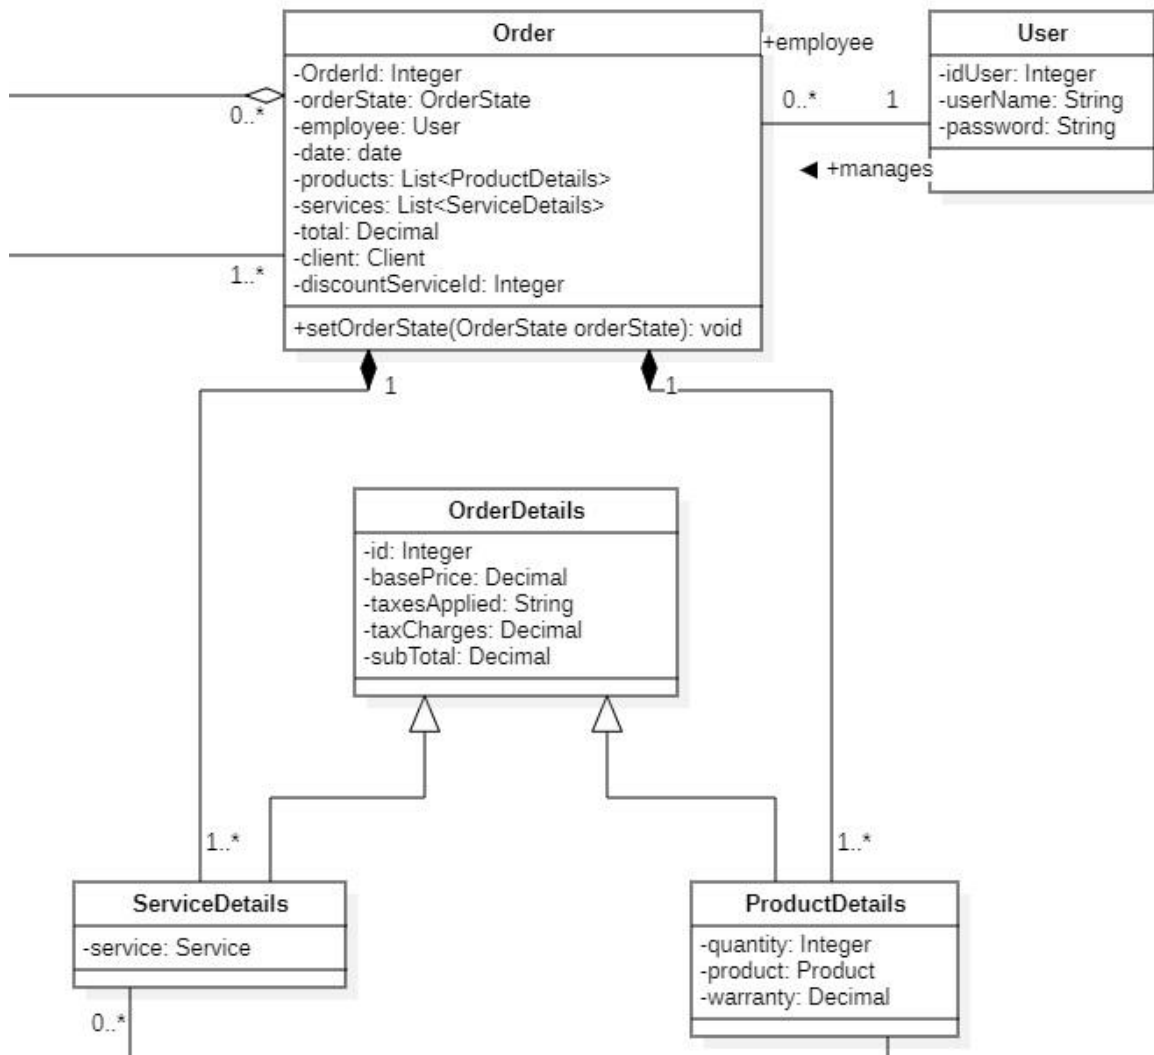 Order
-OrderId: Integer
-orderState: OrderState
-employee: User
-date: date
-products: List<ProductDetails>
-services: List<ServiceDetails>
-total: Decimal
-client: Client
-discountServiceId: Integer
+setOrderState(OrderState orderState): void
0..*
1..*
+employee
0..*
1
+manages
User
-idUser: Integer
-userName: String
-password: String
1
1
OrderDetails
-id: Integer
-basePrice: Decimal
-taxesApplied: String
-taxCharges: Decimal
-subTotal: Decimal
1..*
1..*
ServiceDetails
-service: Service
0..*
ProductDetails
-quantity: Integer
-product: Product
-warranty: Decimal